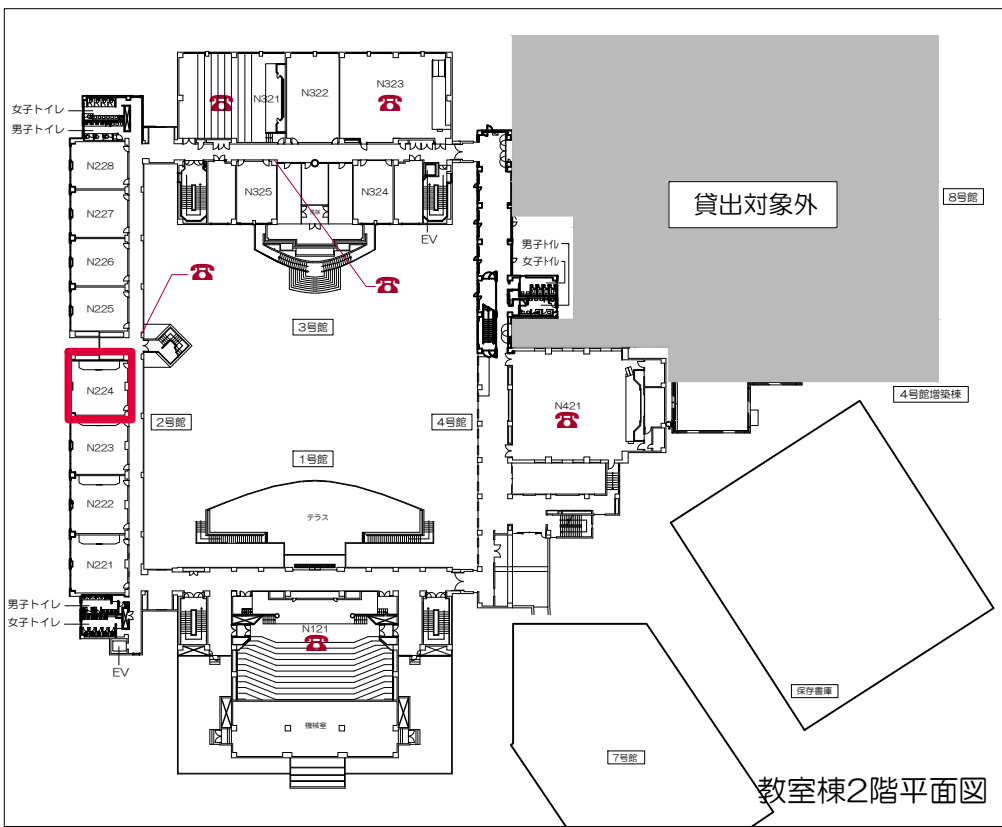 N321
N322
N323
女子トイレ
男子トイレ
N228
N227
N226
N225
N325
N324
EV
貸出対象外
8号館
男子トイレ
女子トイレ
3号館
N224
2号館
4号館
N421
4号館増築棟
N223
N222
N221
1号館
テラス
男子トイレ
女子トイレ
EV
N121
機械室
保存書庫
7号館
教室棟2階平面図